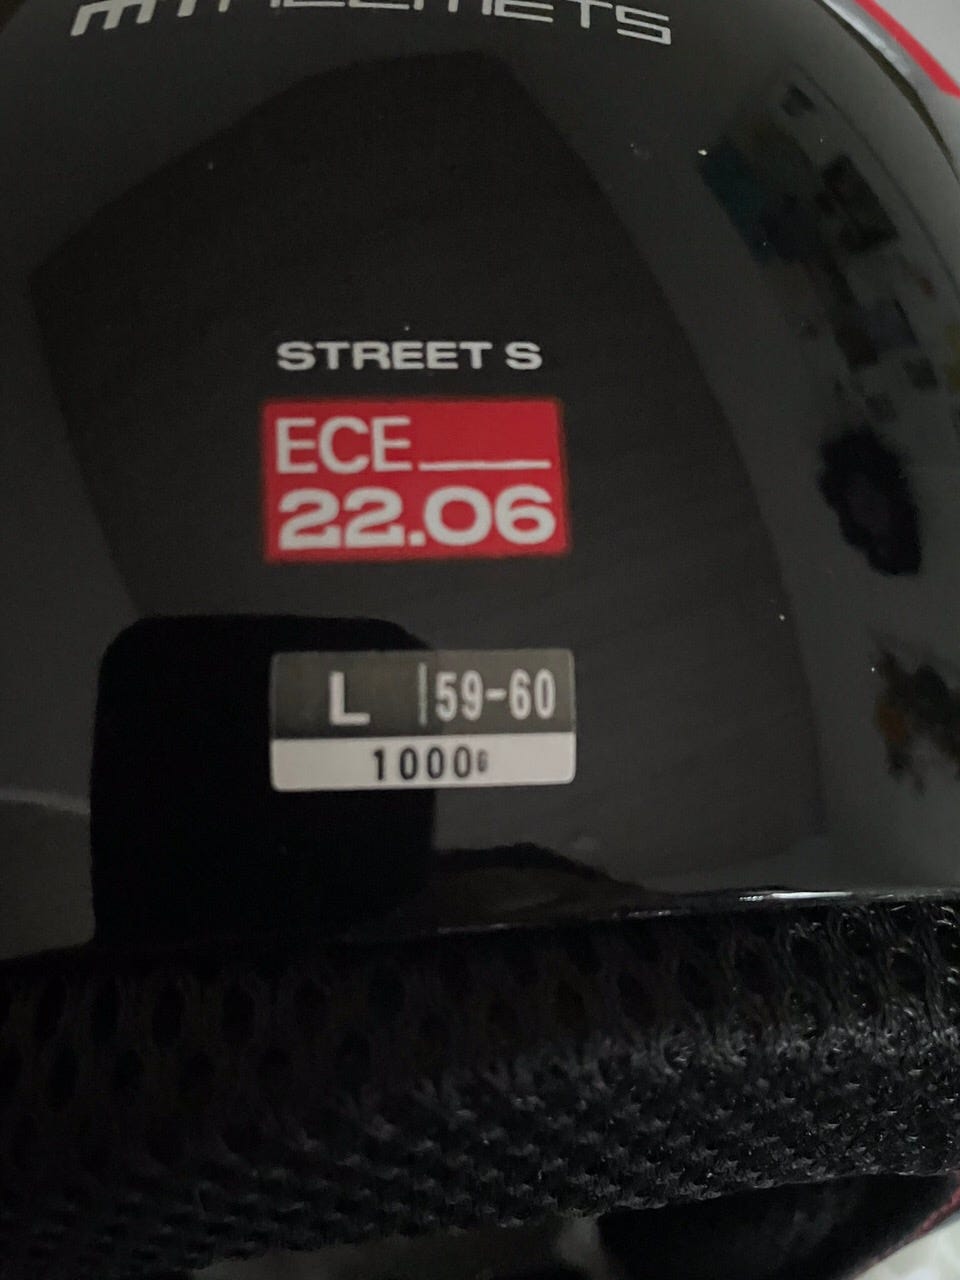 MT HELMETS
STREET S
ECE
22.06
L | 59-60
1000G